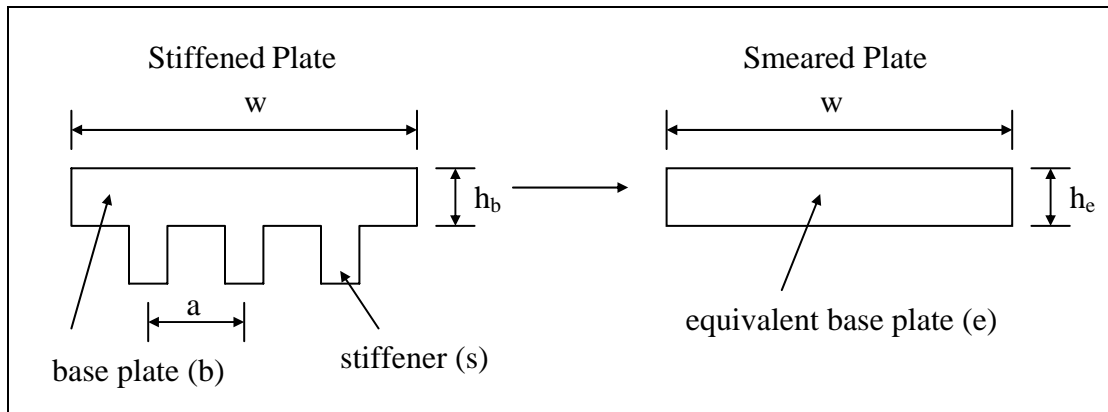 Stiffened Plate
Smeared Plate
w
w
h_b
h_e
a
equivalent base plate (e)
stiffener (s)
base plate (b)